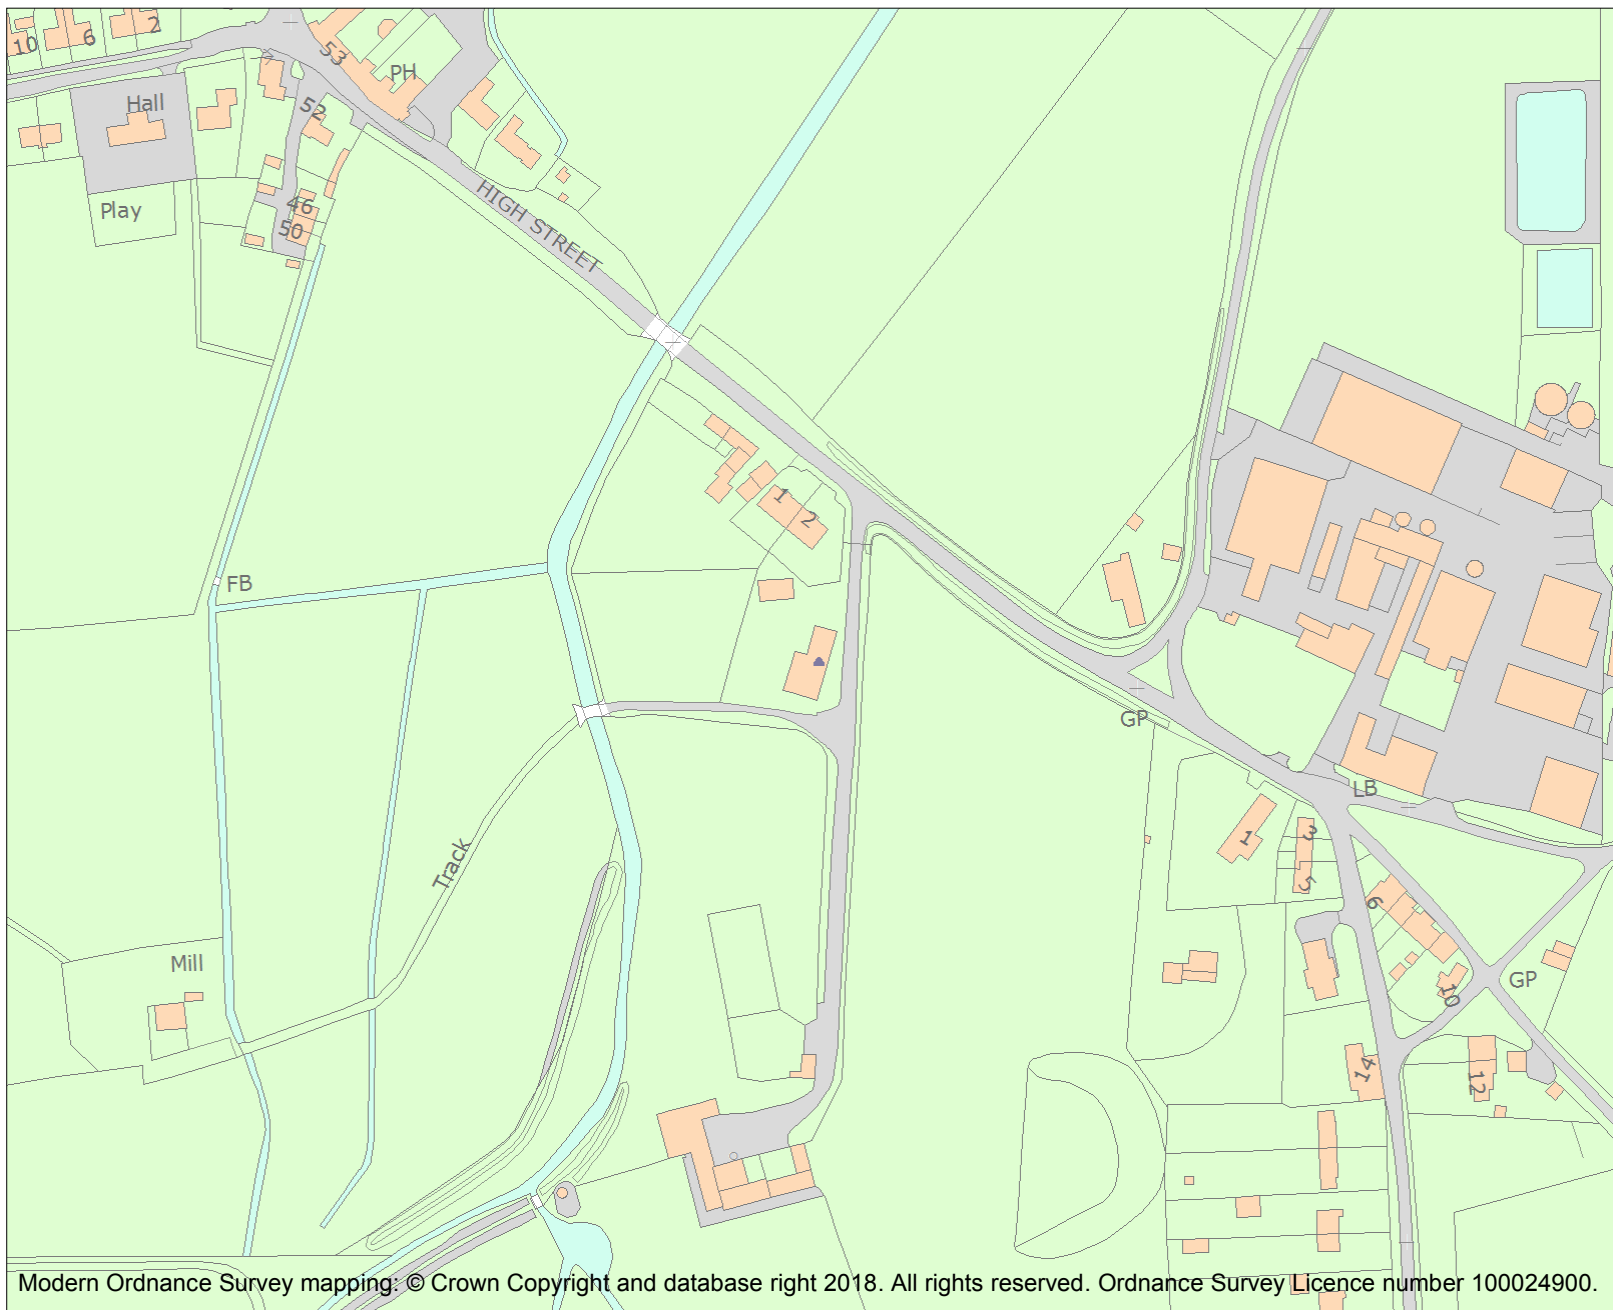 10
6
2
53
PH
Hall
52
Play
46
50
HIGH STREET
1
2
FB
GP
LB
Track
1
3
5
6
Mill
GP
10
14
12
Modern Ordnance Survey mapping: © Crown Copyright and database right 2018. All rights reserved. Ordnance Survey Licence number 100024900.